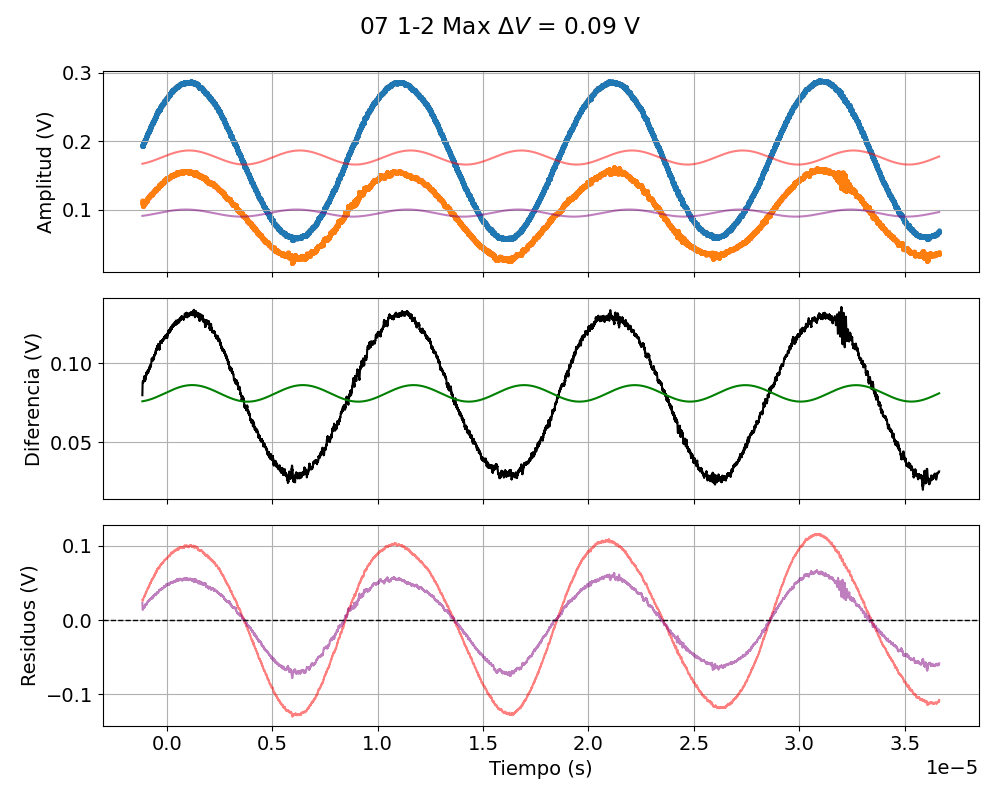 07 1-2 Max ΔV = 0.09 V
0.3
0.2
0.1
Amplitud (V)
0.10
0.05
Diferencia (V)
0.1
0.0
−0.1
Residuos (V)
0.0 0.5 1.0 1.5 2.0 2.5 3.0 3.5
Tiempo (s)
1e−5